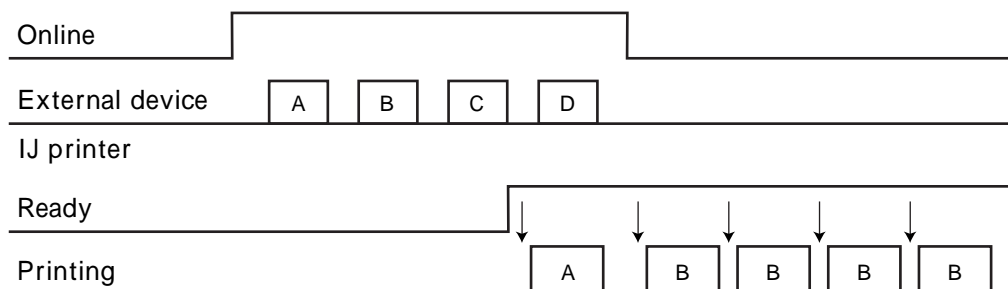 Online
External device A B C D
IJ printer
Ready
Printing A B B B B